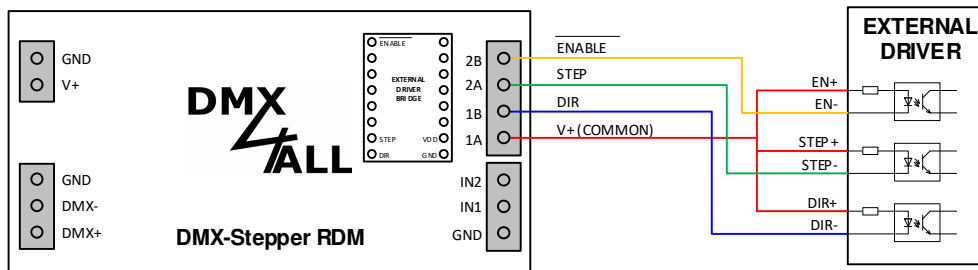 GND
V+
GND
DMX-
DMX+
DMX
4ALL
DMX-Stepper RDM
ENABLE
EXTERNAL
DRIVER
BRIDGE
STEP VDD
DIR GND
2B
2A
1B
1A
IN2
IN1
GND
ENABLE
STEP
DIR
V+ (COMMON)
EXTERNAL
DRIVER
EN+
EN-
STEP+
STEP-
DIR+
DIR-